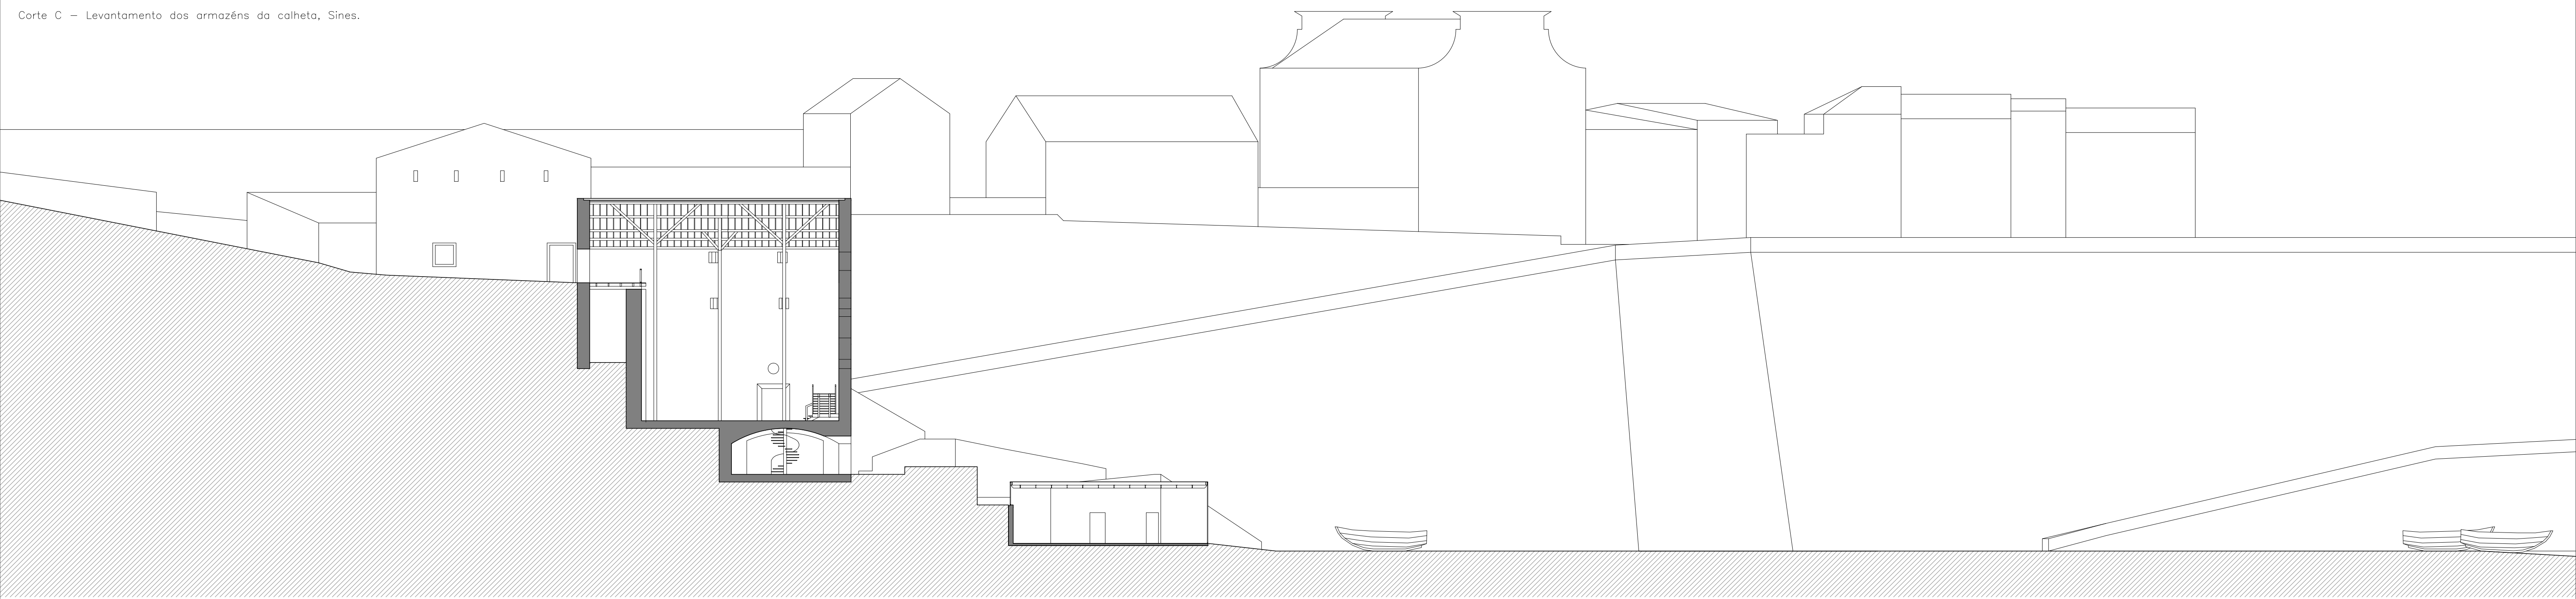 Corte C – Levantamento dos armazéns da calheta, Sines.